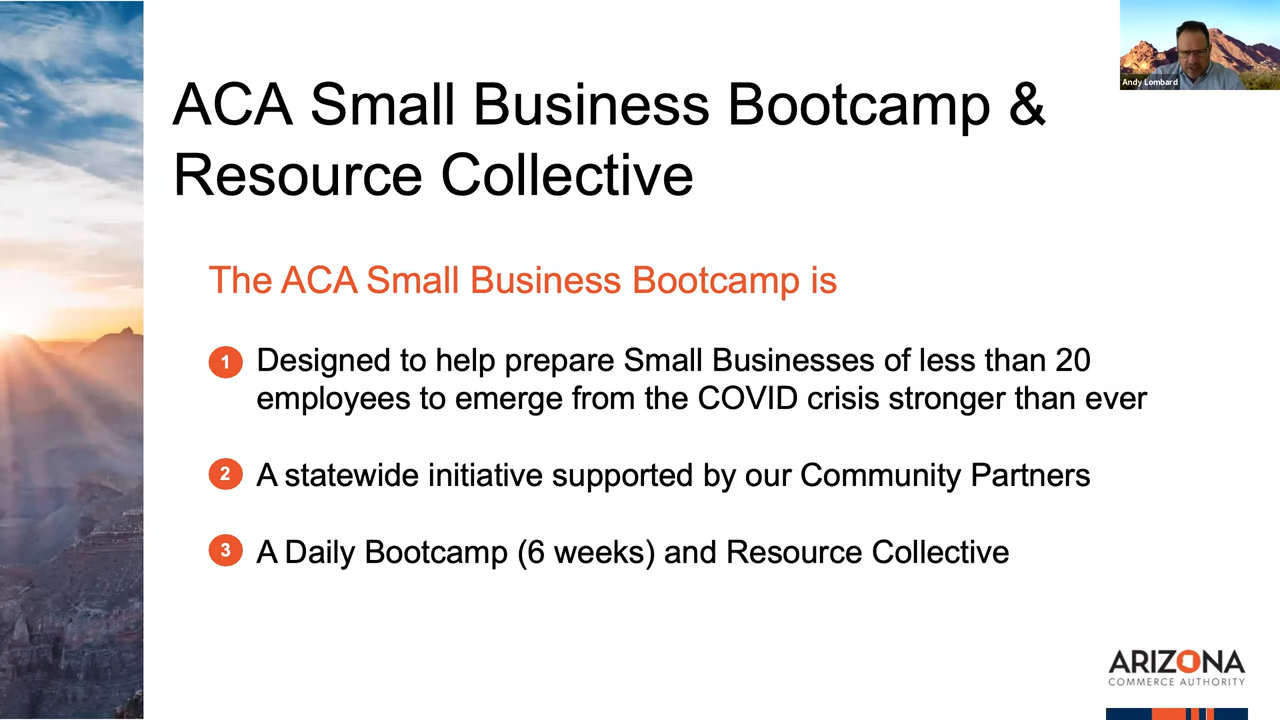 Andy Lombard
ACA Small Business Bootcamp &
Resource Collective
The ACA Small Business Bootcamp is
1 Designed to help prepare Small Businesses of less than 20
employees to emerge from the COVID crisis stronger than ever
2 A statewide initiative supported by our Community Partners
3 A Daily Bootcamp (6 weeks) and Resource Collective
ARIZONA
COMMERCE AUTHORITY